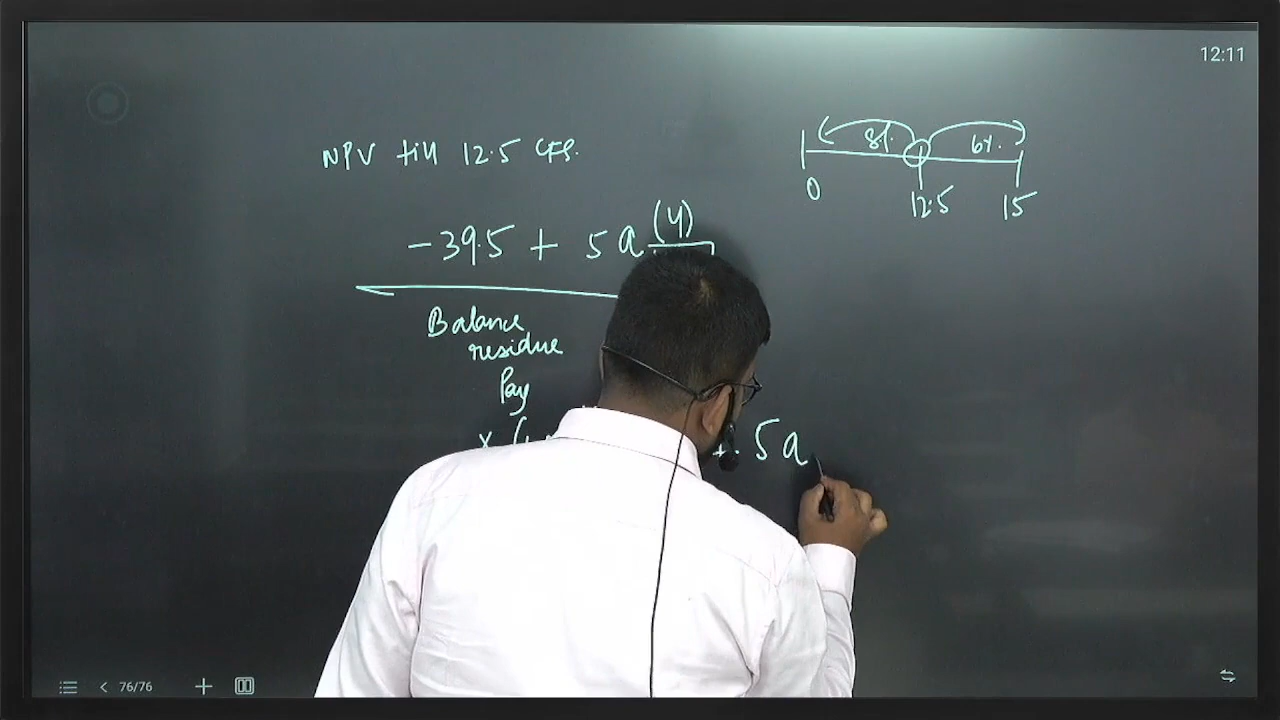 12:11
NPV till 12.5 CFS.
8%. 6%.
0 12.5 15
-39.5 + 5a(4)
Balance
residue
Pay
x (1. + 5a
76/76